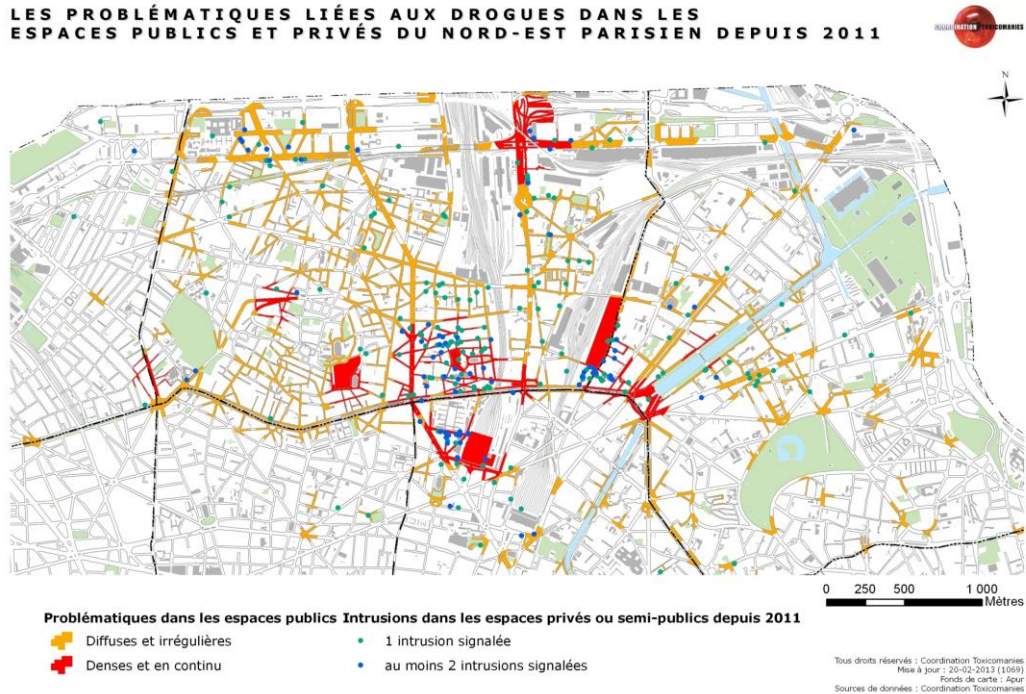 LES PROBLÉMATIQUES LIÉES AUX DROGUES DANS LES
ESPACES PUBLICS ET PRIVÉS DU NORD-EST PARISIEN DEPUIS 2011
COORDINATION TOXICOMANIES
N
0 250 500 1 000
Mètres
Problématiques dans les espaces publics
Diffuses et irrégulières
Denses et en continu
Intrusions dans les espaces privés ou semi-publics depuis 2011
1 intrusion signalée
au moins 2 intrusions signalées
Tous droits réservés : Coordination Toxicomanies
Mise à jour : 20-02-2013 (1069)
Fonds de carte : Apur
Sources de données : Coordination Toxicomanies